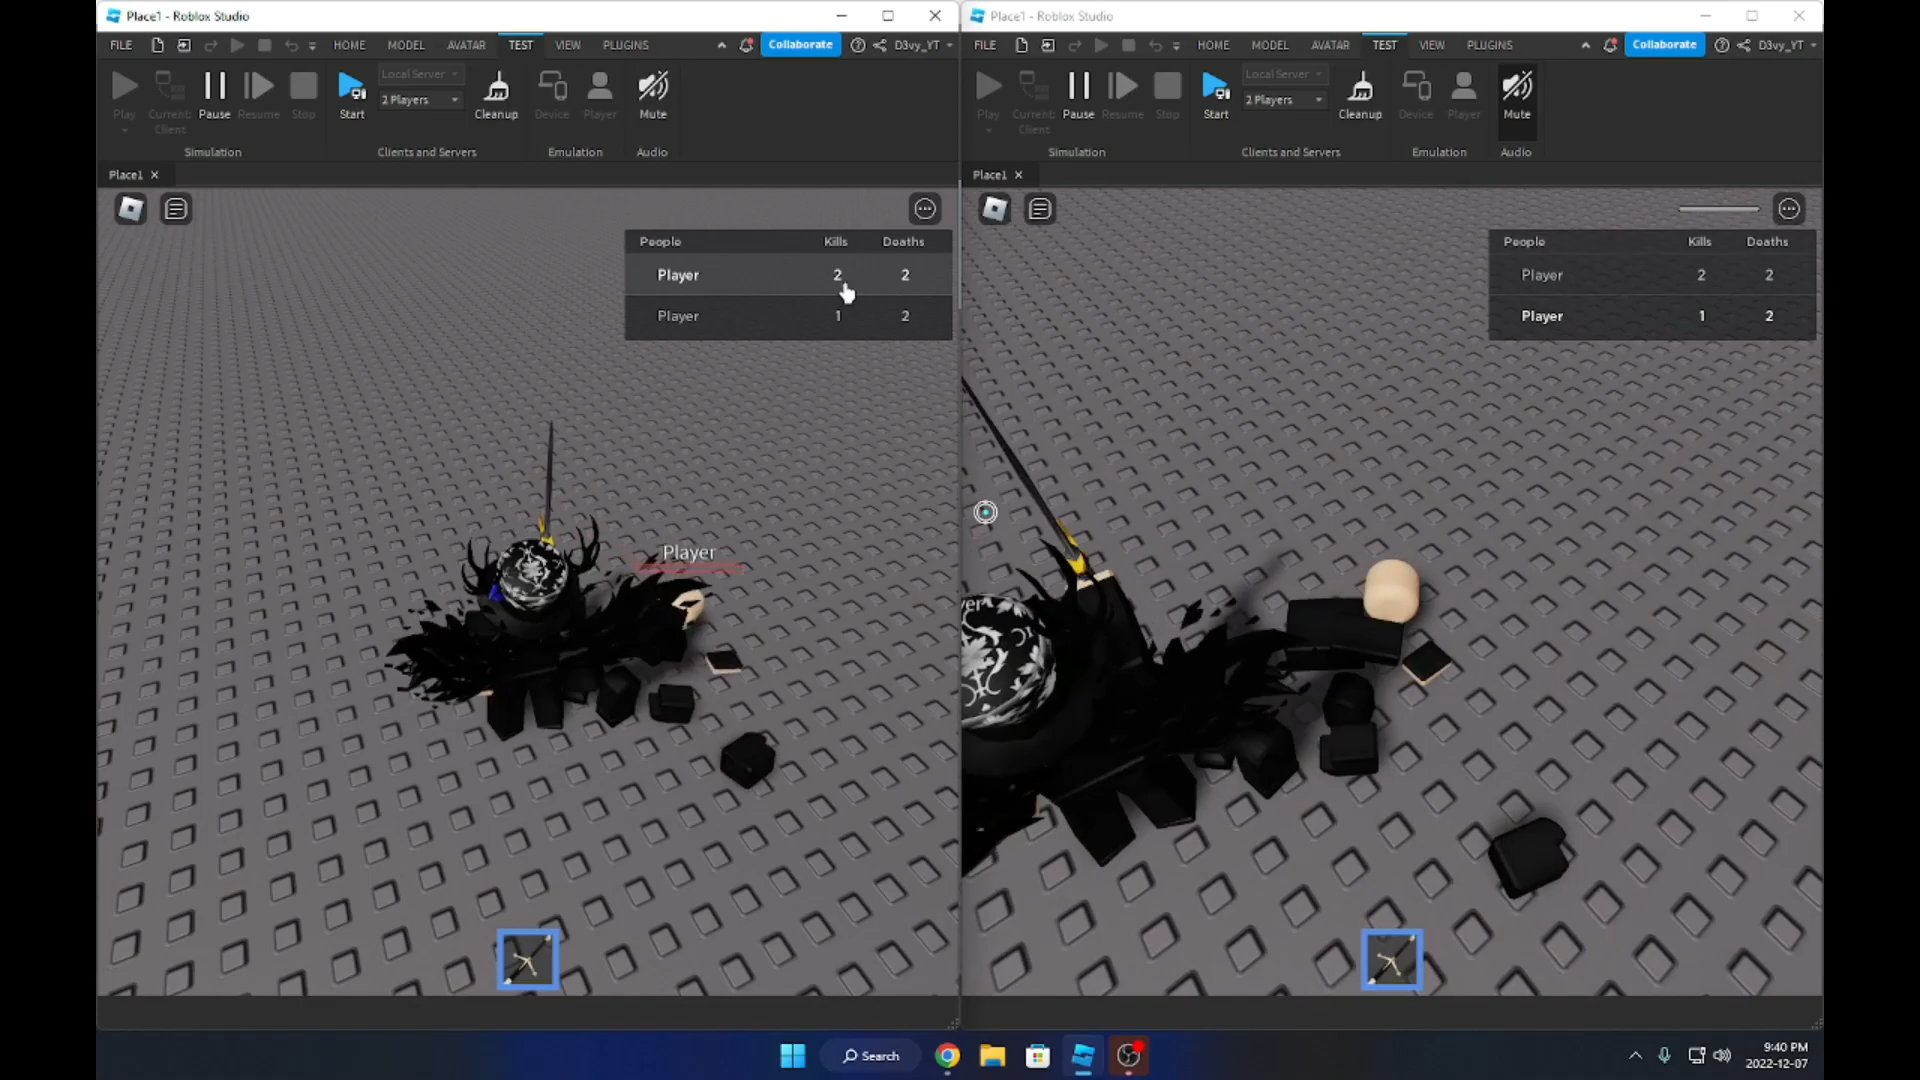 Place1 - Roblox Studio
FILE HOME MODEL AVATAR TEST VIEW PLUGINS Collaborate D3vy_YT
Play Current Client Pause Resume Stop Start Local Server 2 Players Cleanup Device Player Mute
Simulation Clients and Servers Emulation Audio
Place1
People Kills Deaths
Player 2 2
Player 1 2
Player
Place1 - Roblox Studio
FILE HOME MODEL AVATAR TEST VIEW PLUGINS Collaborate D3vy_YT
Play Current Client Pause Resume Stop Start Local Server 2 Players Cleanup Device Player Mute
Simulation Clients and Servers Emulation Audio
Place1
People Kills Deaths
Player 2 2
Player 1 2
yer
Search
9:40 PM
2022-12-07